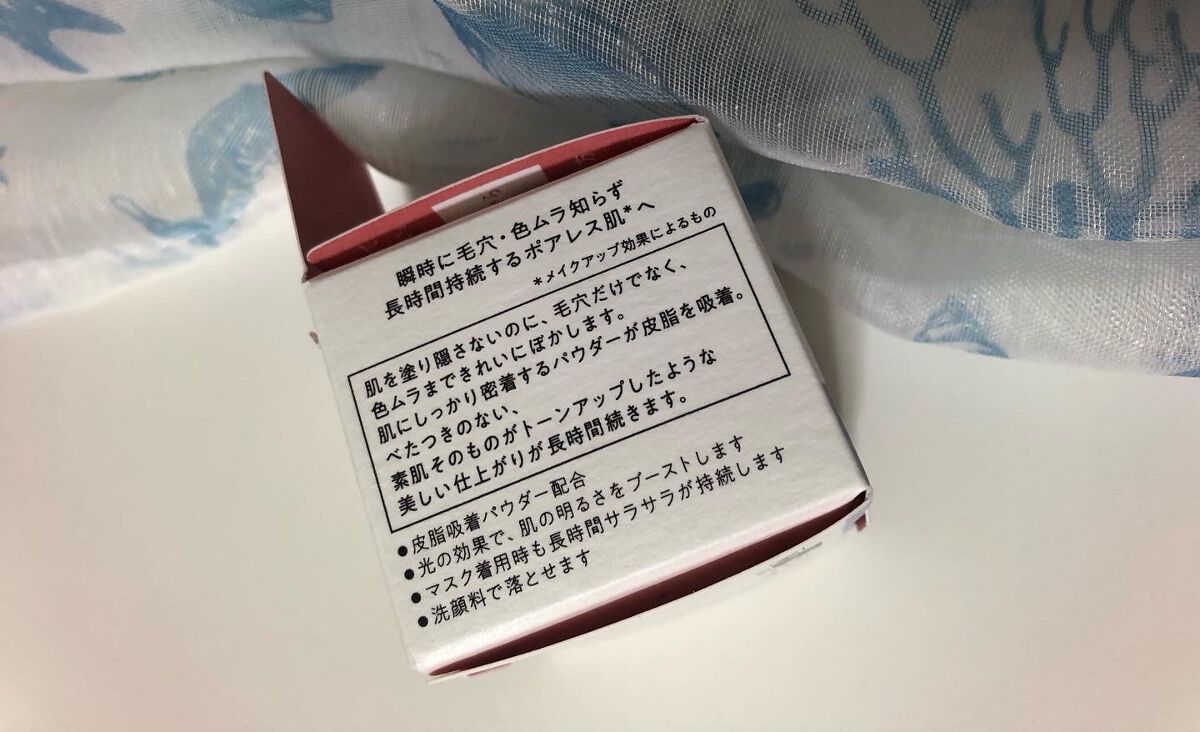 瞬時に毛穴・色ムラ知らず
長時間持続するポアレス肌*へ
*メイクアップ効果によるもの
肌を塗り隠さないのに、毛穴だけでなく、
色ムラまできれいにぼかします。
肌にしっかり密着するパウダーが皮脂を吸着。
べたつきのない、
素肌そのものがトーンアップしたような
美しい仕上がりが長時間続きます。
●皮脂吸着パウダー配合
●光の効果で、肌の明るさをブーストします
●マスク着用時も長時間サラサラが持続します
●洗顔料で落とせます